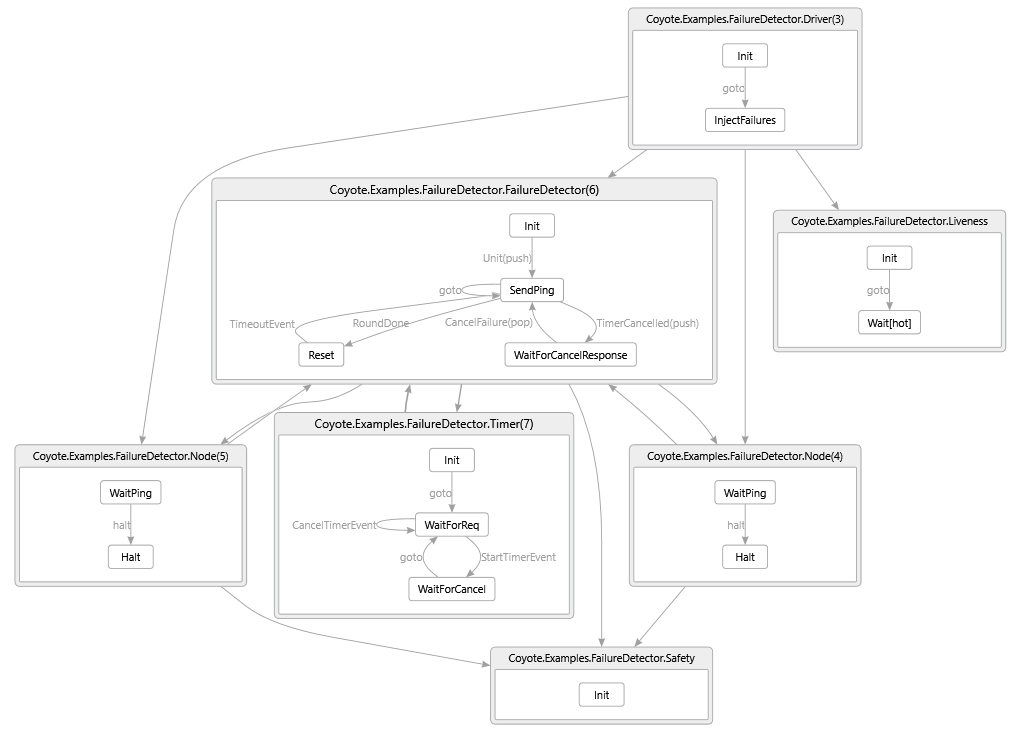 Coyote.Examples.FailureDetector.Driver(3)
Init
goto
InjectFailures
Coyote.Examples.FailureDetector.FailureDetector(6)
Init
Unit(push)
goto
SendPing
TimeoutEvent
RoundDone
CancelFailure(pop)
TimerCancelled(push)
Reset
WaitForCancelResponse
Coyote.Examples.FailureDetector.Liveness
Init
goto
Wait[hot]
Coyote.Examples.FailureDetector.Node(5)
WaitPing
halt
Halt
Coyote.Examples.FailureDetector.Timer(7)
Init
goto
CancelTimerEvent
WaitForReq
goto
StartTimerEvent
WaitForCancel
Coyote.Examples.FailureDetector.Node(4)
WaitPing
halt
Halt
Coyote.Examples.FailureDetector.Safety
Init